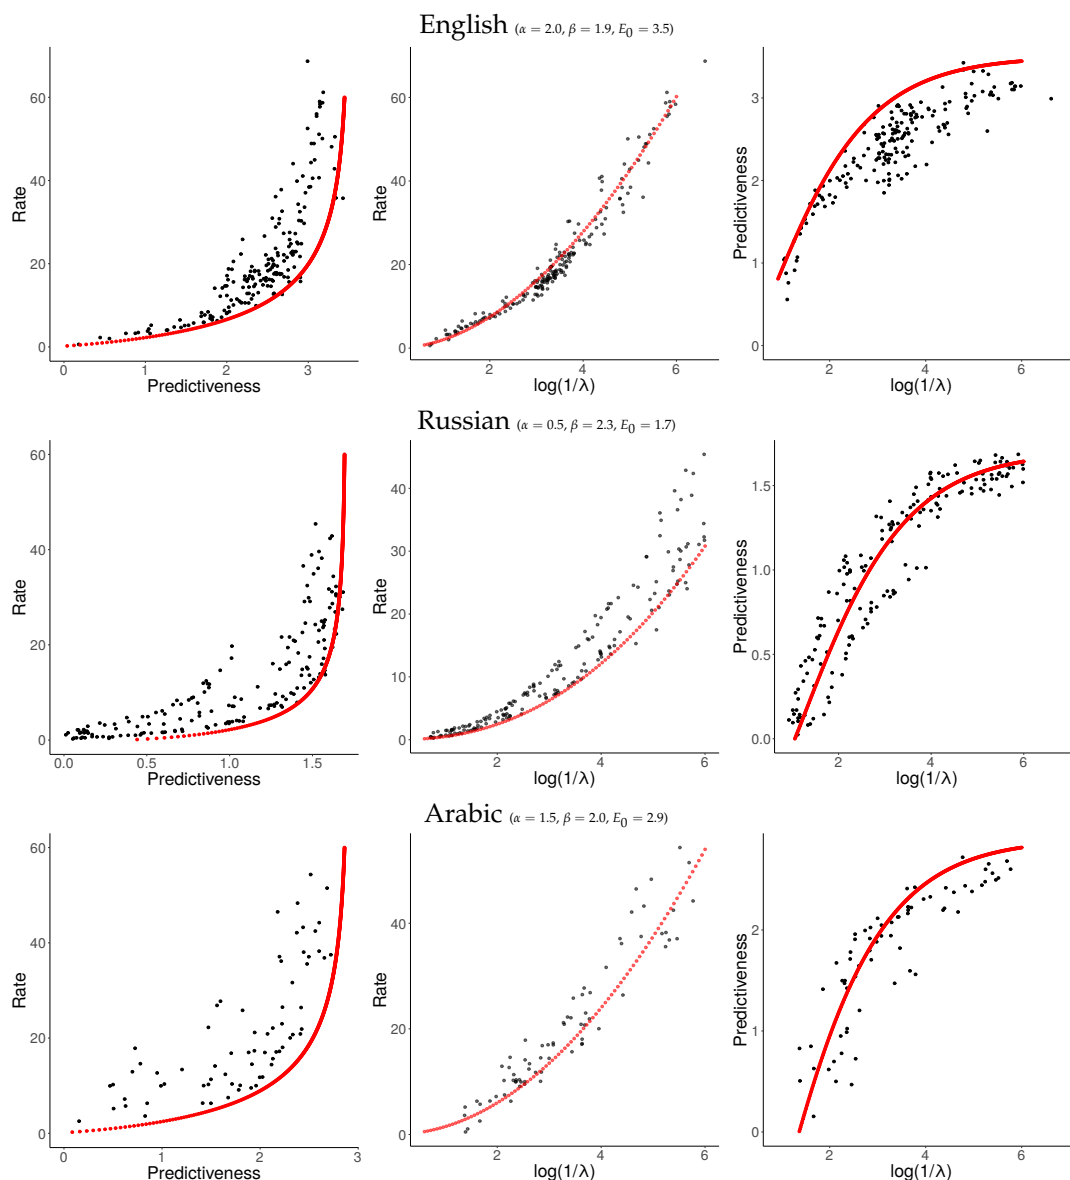 English (α = 2.0, β = 1.9, E₀ = 3.5)
60
40
20
0
Rate
0 1 2 3
Predictiveness
60
40
20
0
Rate
2 4 6
log(1/λ)
3
2
1
0
Predictiveness
2 4 6
log(1/λ)
Russian (α = 0.5, β = 2.3, E₀ = 1.7)
60
40
20
0
Rate
0.0 0.5 1.0 1.5
Predictiveness
40
30
20
10
0
Rate
2 4 6
log(1/λ)
1.5
1.0
0.5
0.0
Predictiveness
2 4 6
log(1/λ)
Arabic (α = 1.5, β = 2.0, E₀ = 2.9)
60
40
20
0
Rate
0 1 2 3
Predictiveness
40
20
0
Rate
2 4 6
log(1/λ)
2
1
0
Predictiveness
2 4 6
log(1/λ)